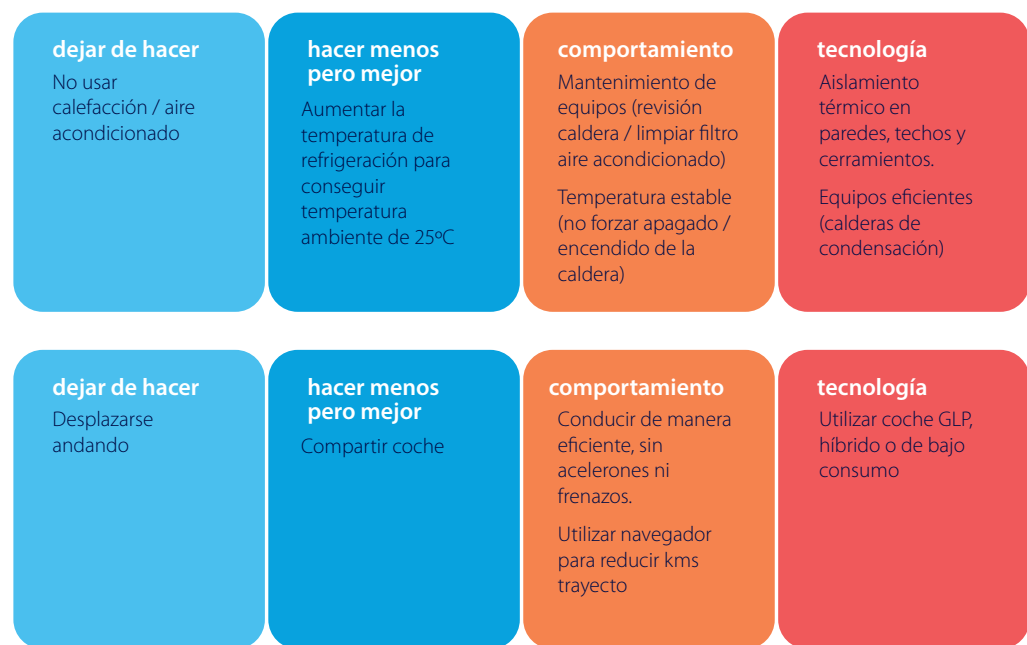 dejar de hacer
No usar
calefacción / aire
acondicionado
hacer menos
pero mejor
Aumentar la
temperatura de
refrigeración para
conseguir
temperatura
ambiente de 25ºC
comportamiento
Mantenimiento de
equipos (revisión
caldera / limpiar filtro
aire acondicionado)
Temperatura estable
(no forzar apagado /
encendido de la
caldera)
tecnología
Aislamiento
térmico en
paredes, techos y
cerramientos.
Equipos eficientes
(calderas de
condensación)
dejar de hacer
Desplazarse
andando
hacer menos
pero mejor
Compartir coche
comportamiento
Conducir de manera
eficiente, sin
acelerones ni
frenazos.
Utilizar navegador
para reducir kms
trayecto
tecnología
Utilizar coche GLP,
híbrido o de bajo
consumo